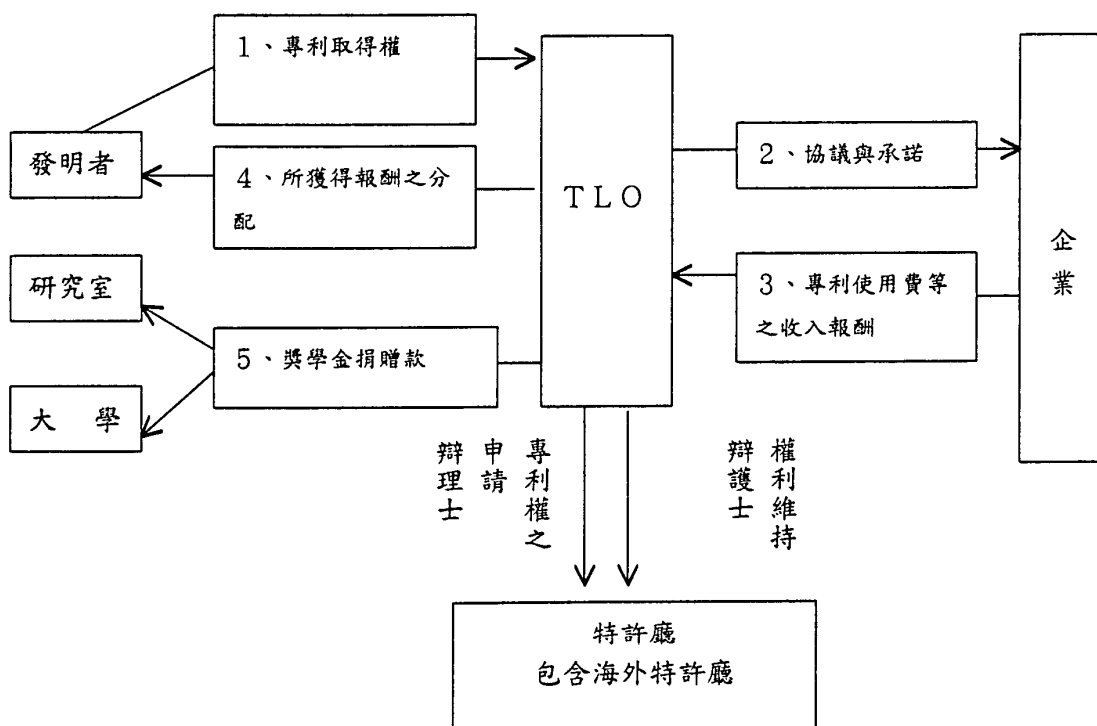 1、專利取得權
發明者
4、所獲得報酬之分
配
TLO
2、協議與承諾
3、專利使用費等
之收入報酬
企
業
研究室
5、獎學金捐贈款
大 學
專利權之
申請
辯理士
權利維持
辯護士
特許廳
包含海外特許廳